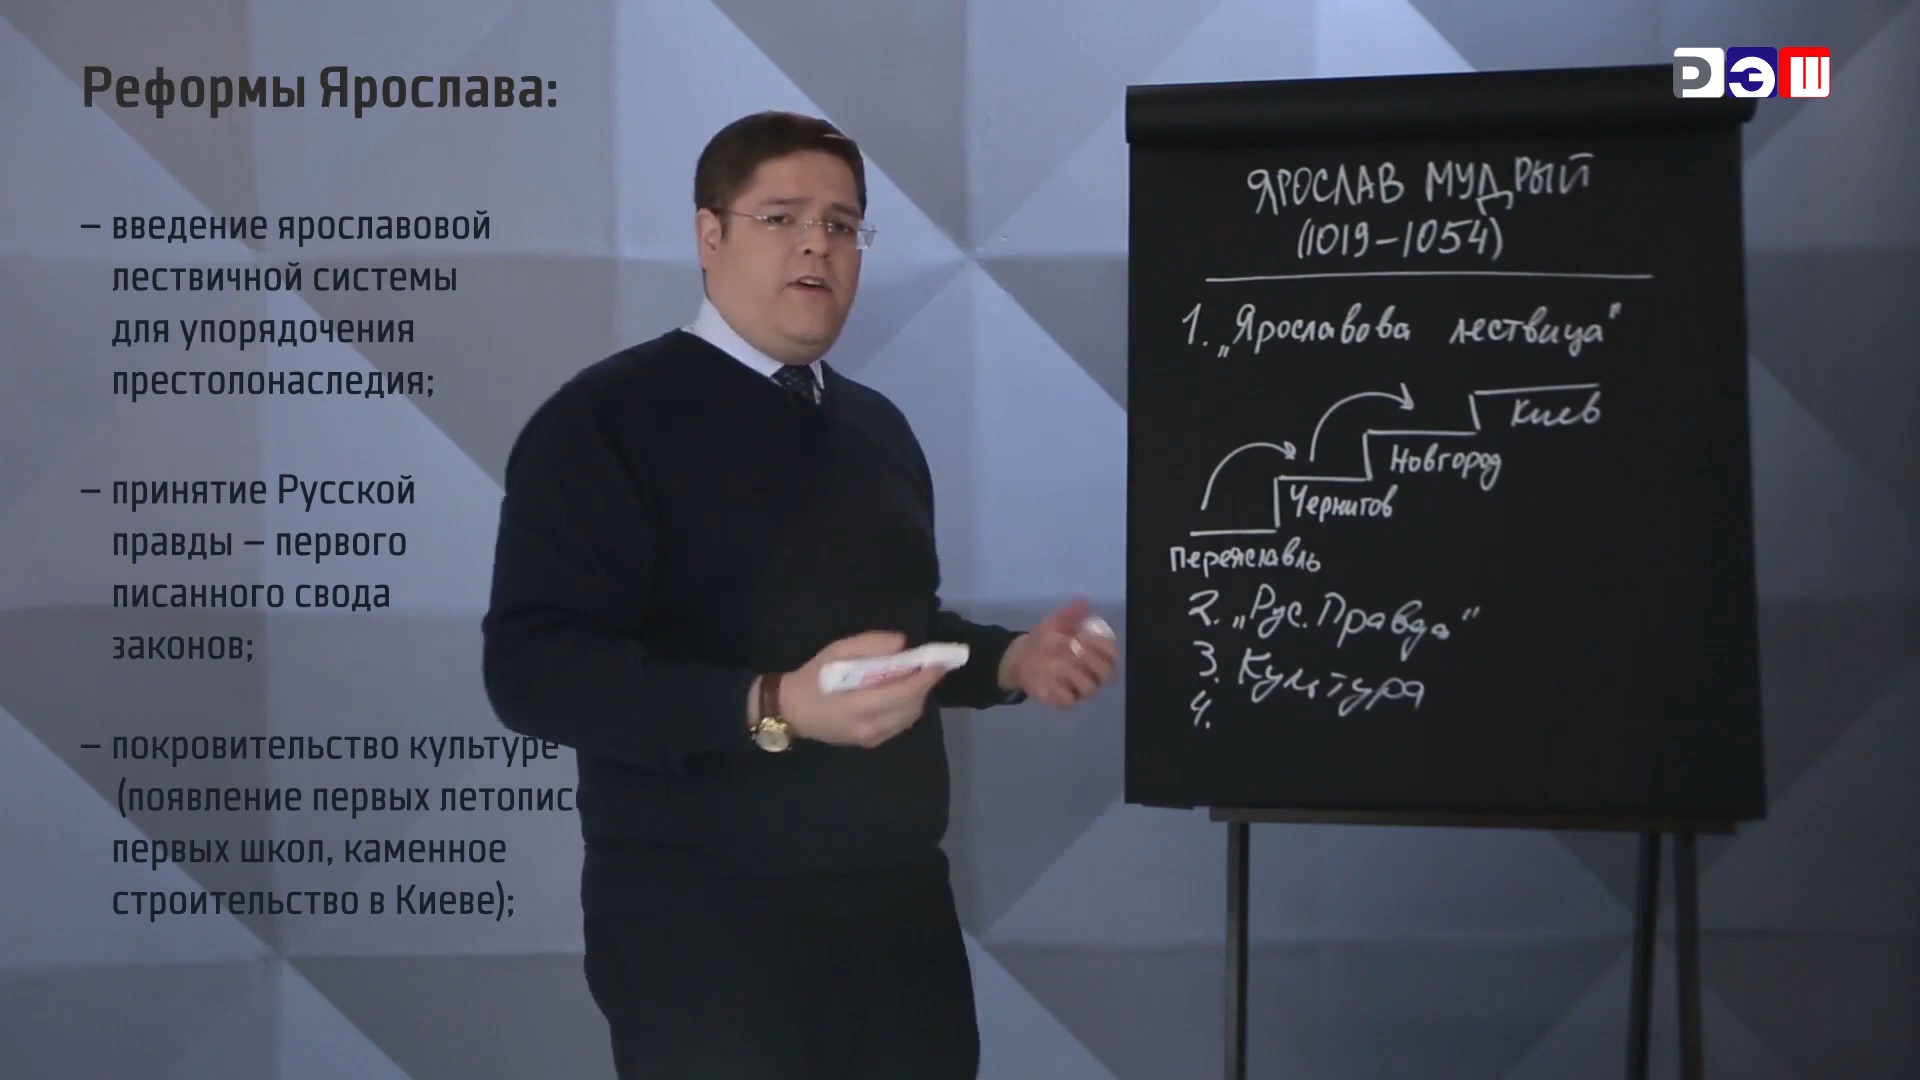 Реформы Ярослава:
– введение ярославовой
лествичной системы
для упорядочения
престолонаследия;
– принятие Русской
правды – первого
писанного свода
законов;
– покровительство культуре
(появление первых летопис
первых школ, каменное
строительство в Киеве);
РЭШ
ЯРОСЛАВ МУДРЫЙ
(1019–1054)
1. „Ярославова лествица"
Киев
Новгород
Чернигов
Переяславль
2. „Рус. Правда"
3. Культура
4.